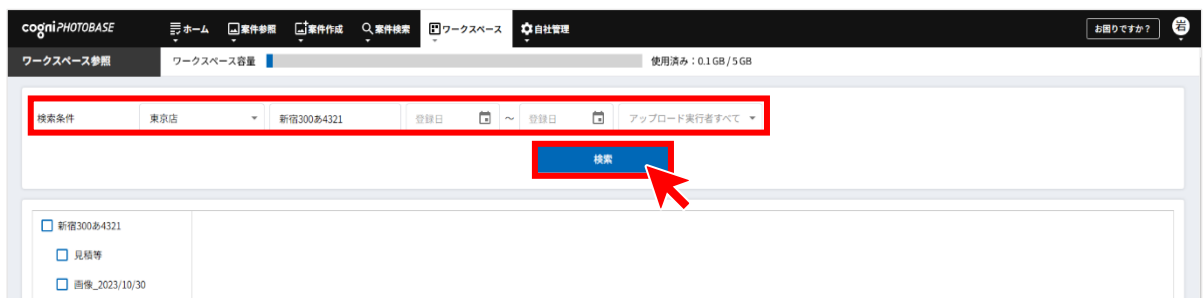 cogni PHOTOBASE ホーム 案件参照 案件作成 案件検索 ワークスペース 自社管理 お困りですか? 岩
ワークスペース参照 ワークスペース容量 使用済み:0.1 GB / 5 GB
検索条件 東京店 新宿300あ4321 登録日 ~ 登録日 アップロード実行者すべて
検索
新宿300あ4321
見積等
画像_2023/10/30